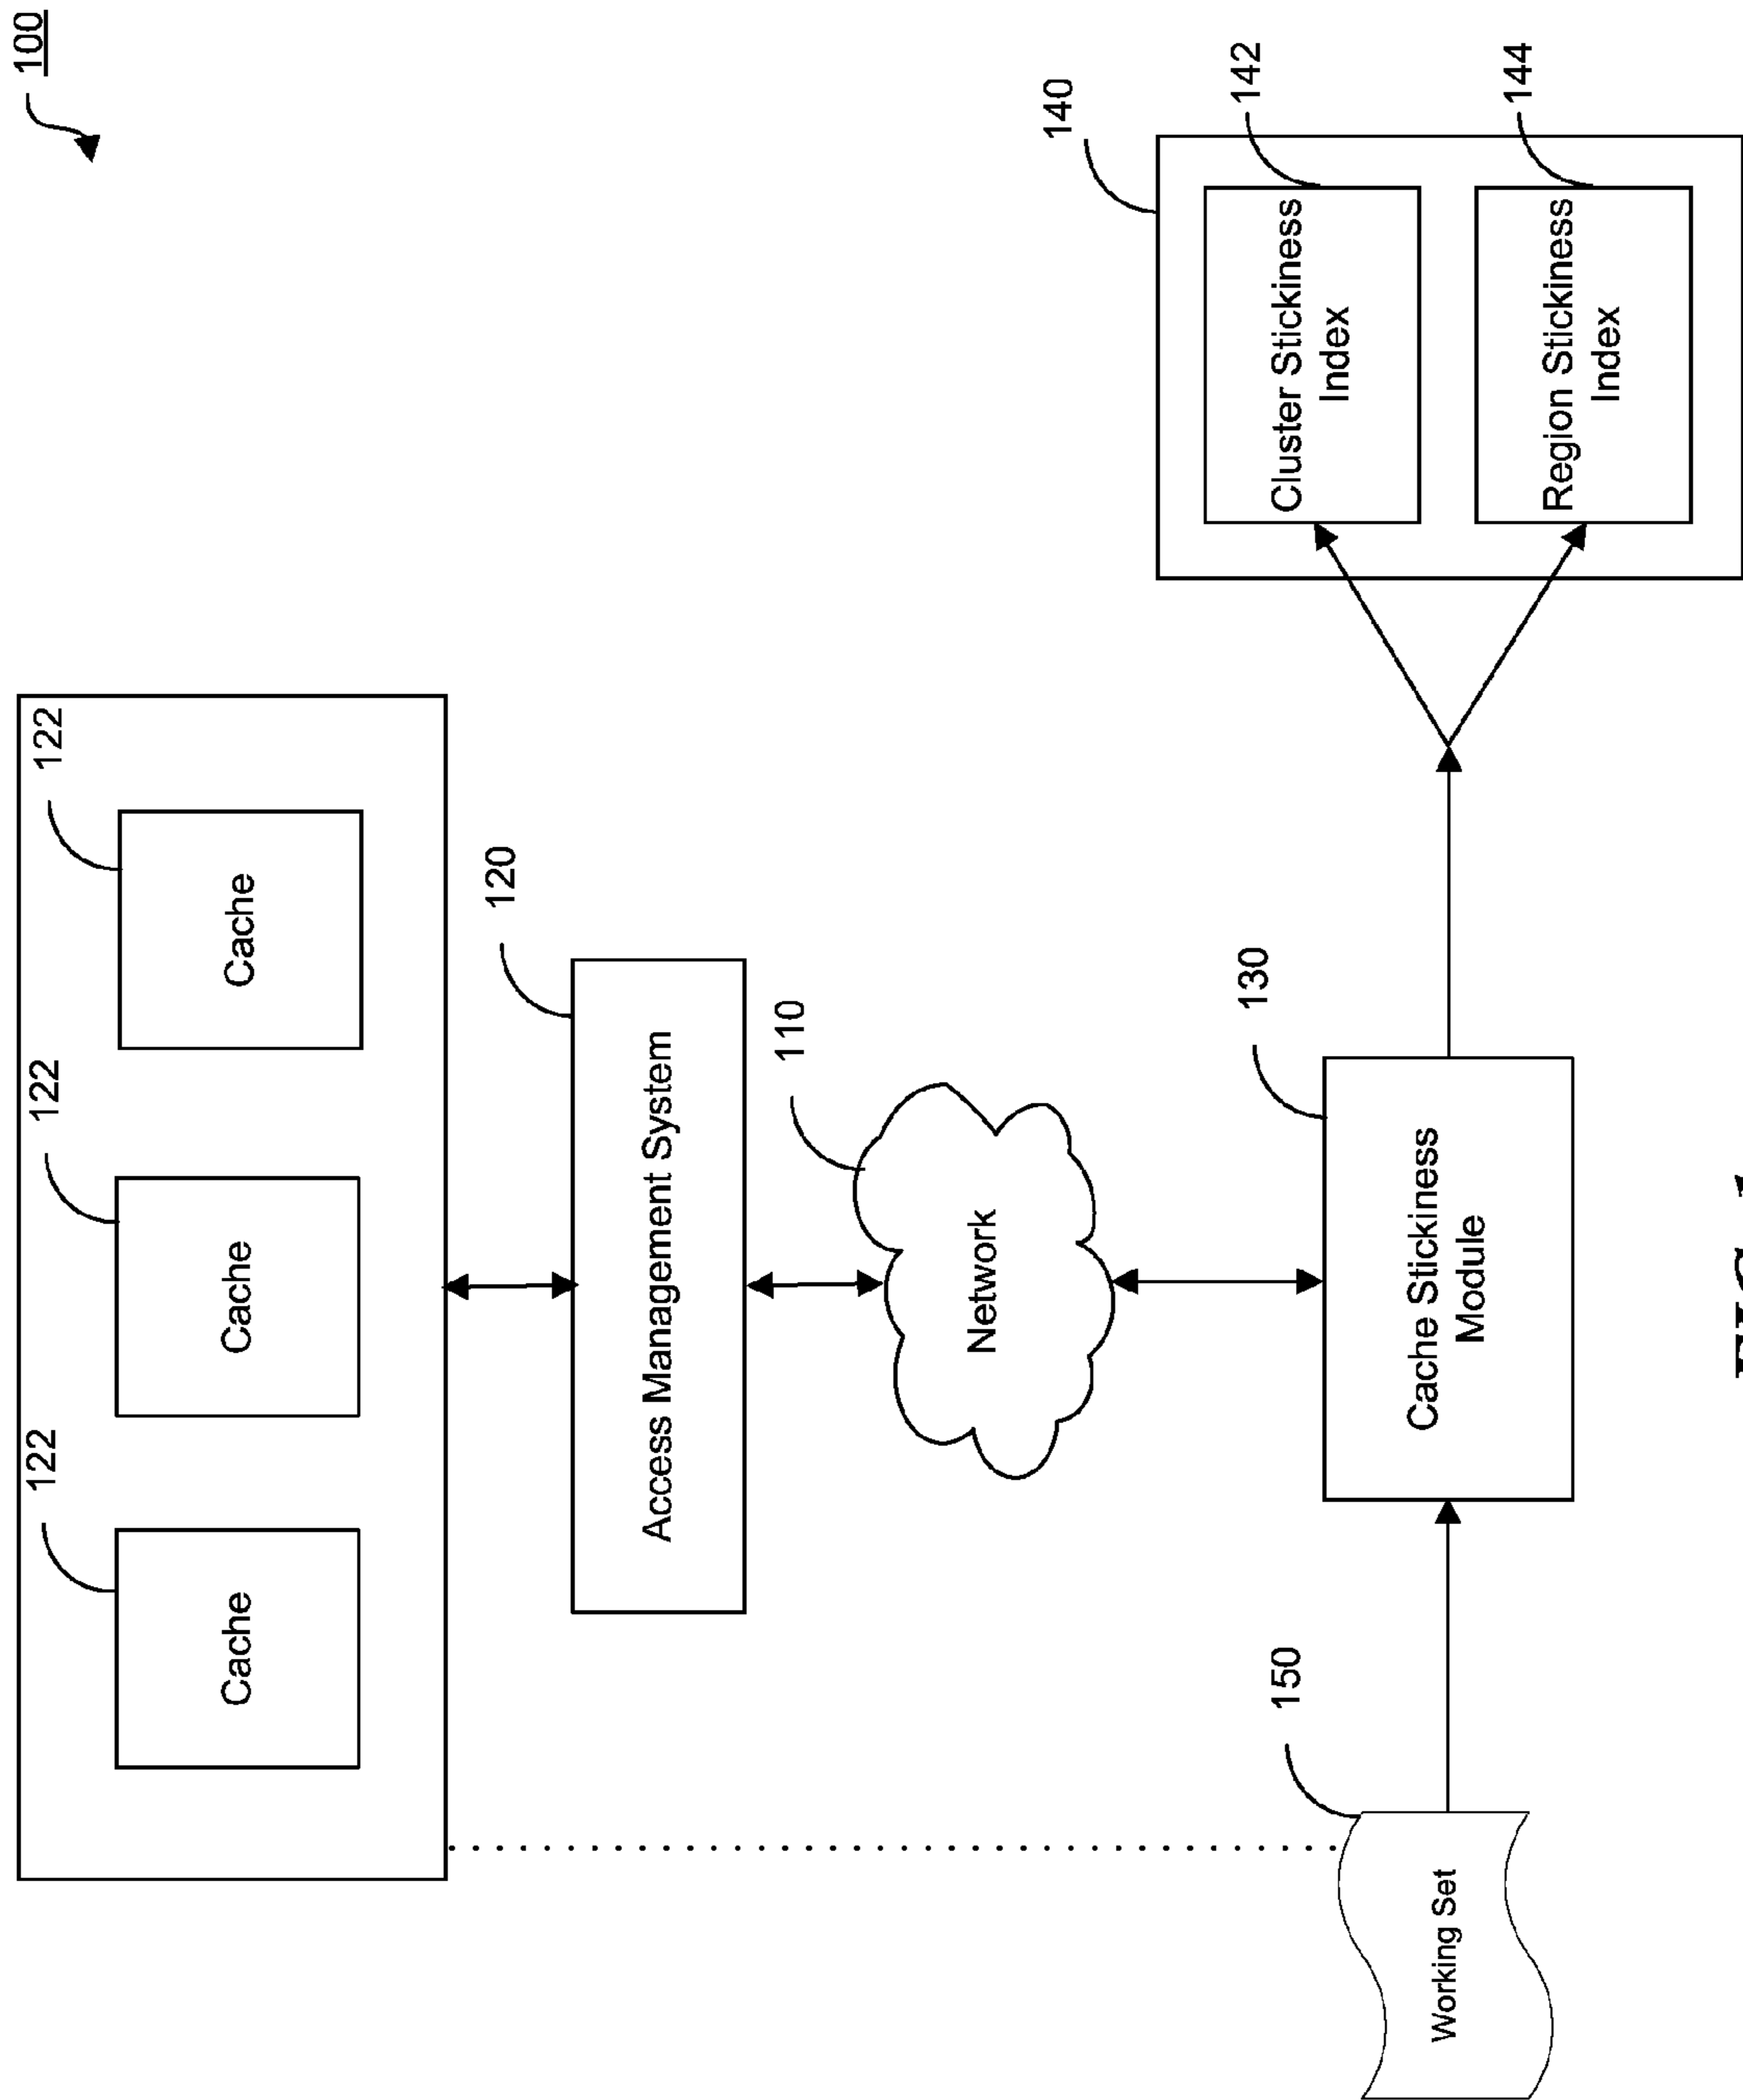 100
122
122
122
Cache
Cache
Cache
120
Access Management System
110
Network
140
142
Cluster Stickiness
Index
144
Region Stickiness
Index
130
Cache Stickiness
Module
150
Working Set